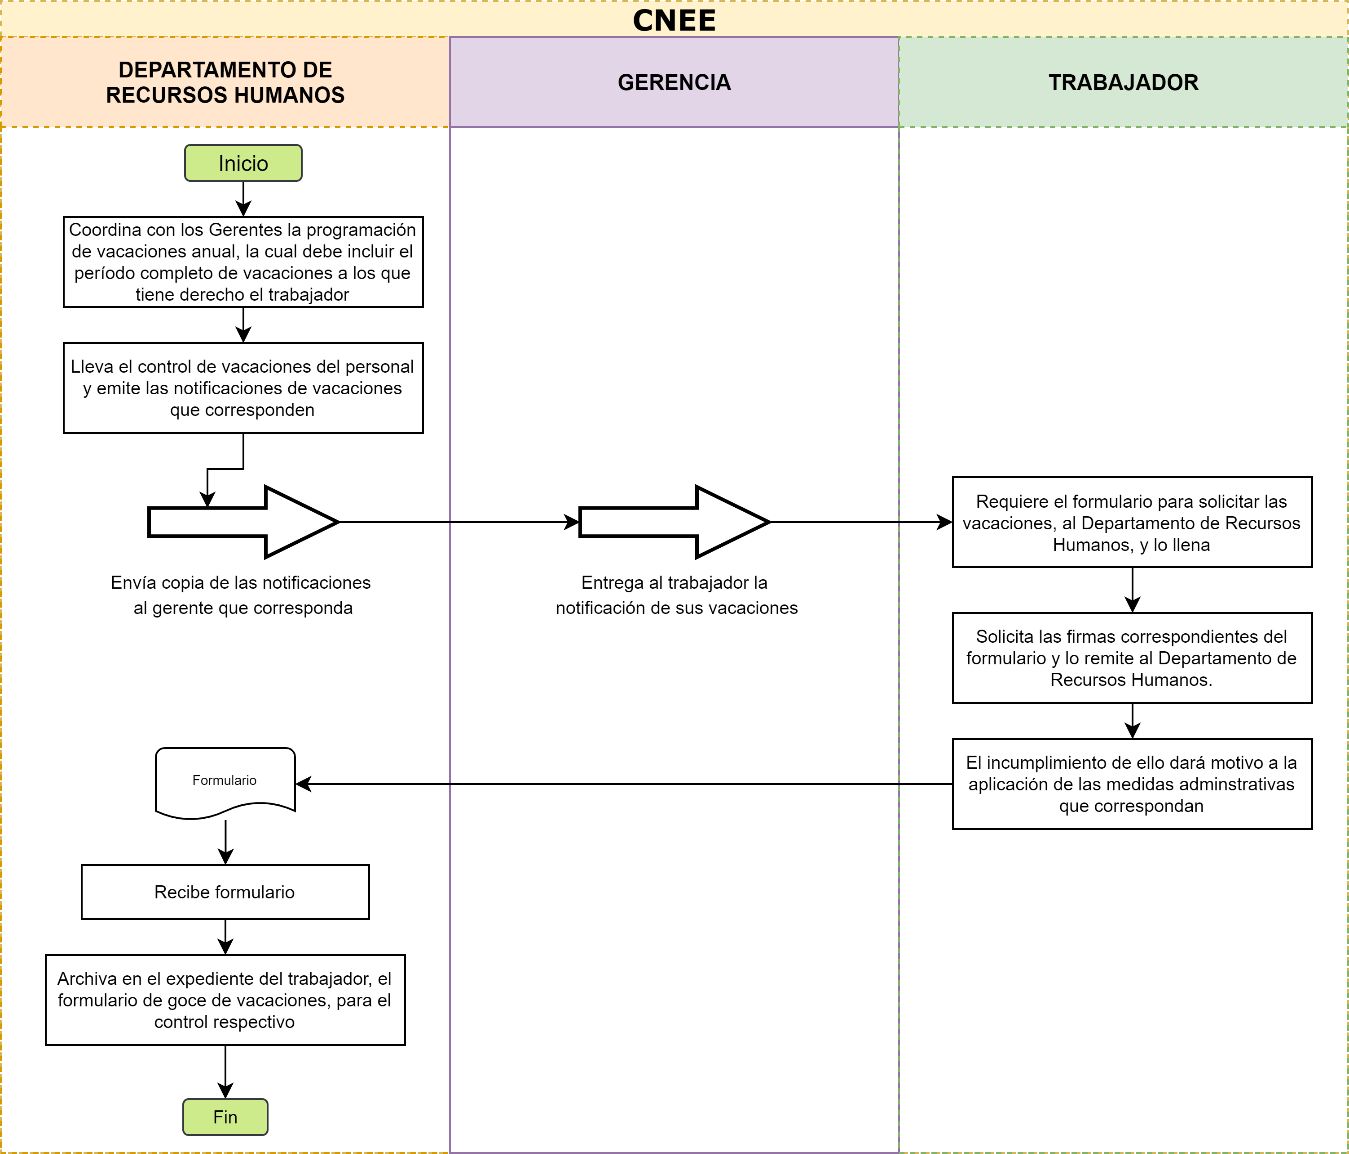 CNEE
DEPARTAMENTO DE
RECURSOS HUMANOS
GERENCIA
TRABAJADOR
Inicio
Coordina con los Gerentes la programación
de vacaciones anual, la cual debe incluir el
período completo de vacaciones a los que
tiene derecho el trabajador
Lleva el control de vacaciones del personal
y emite las notificaciones de vacaciones
que corresponden
Envía copia de las notificaciones
al gerente que corresponda
Entrega al trabajador la
notificación de sus vacaciones
Requiere el formulario para solicitar las
vacaciones, al Departamento de Recursos
Humanos, y lo llena
Solicita las firmas correspondientes del
formulario y lo remite al Departamento de
Recursos Humanos.
El incumplimiento de ello dará motivo a la
aplicación de las medidas adminstrativas
que correspondan
Formulario
Recibe formulario
Archiva en el expediente del trabajador, el
formulario de goce de vacaciones, para el
control respectivo
Fin